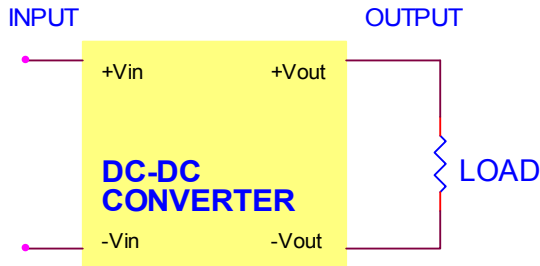 INPUT
OUTPUT
+Vin
+Vout
DC-DC
CONVERTER
LOAD
-Vin
-Vout